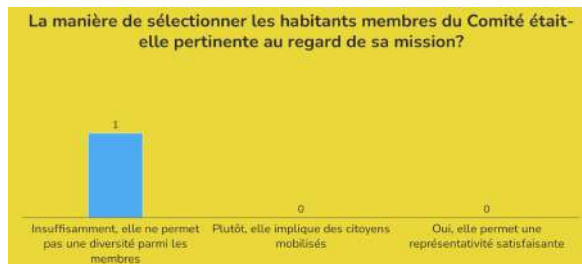 La manière de sélectionner les habitants membres du Comité était-
elle pertinente au regard de sa mission?
1
0
0
Insuffisamment, elle ne permet
pas une diversité parmi les
membres
Plutôt, elle implique des citoyens
mobilisés
Oui, elle permet une
représentativité satisfaisante